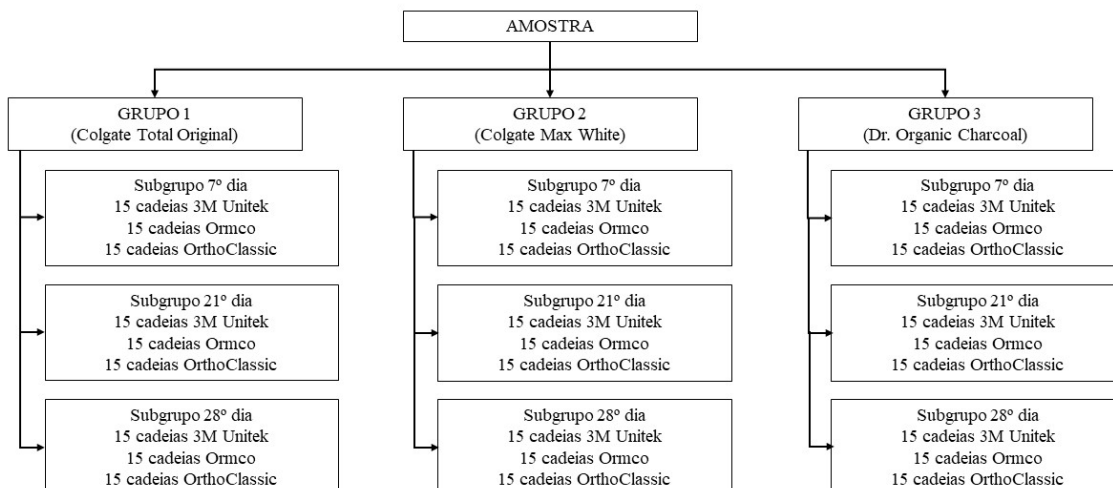 AMOSTRA
GRUPO 1
(Colgate Total Original)
Subgrupo 7º dia
15 cadeias 3M Unitek
15 cadeias Ormco
15 cadeias OrthoClassic
Subgrupo 21º dia
15 cadeias 3M Unitek
15 cadeias Ormco
15 cadeias OrthoClassic
Subgrupo 28º dia
15 cadeias 3M Unitek
15 cadeias Ormco
15 cadeias OrthoClassic
GRUPO 2
(Colgate Max White)
Subgrupo 7º dia
15 cadeias 3M Unitek
15 cadeias Ormco
15 cadeias OrthoClassic
Subgrupo 21º dia
15 cadeias 3M Unitek
15 cadeias Ormco
15 cadeias OrthoClassic
Subgrupo 28º dia
15 cadeias 3M Unitek
15 cadeias Ormco
15 cadeias OrthoClassic
GRUPO 3
(Dr. Organic Charcoal)
Subgrupo 7º dia
15 cadeias 3M Unitek
15 cadeias Ormco
15 cadeias OrthoClassic
Subgrupo 21º dia
15 cadeias 3M Unitek
15 cadeias Ormco
15 cadeias OrthoClassic
Subgrupo 28º dia
15 cadeias 3M Unitek
15 cadeias Ormco
15 cadeias OrthoClassic